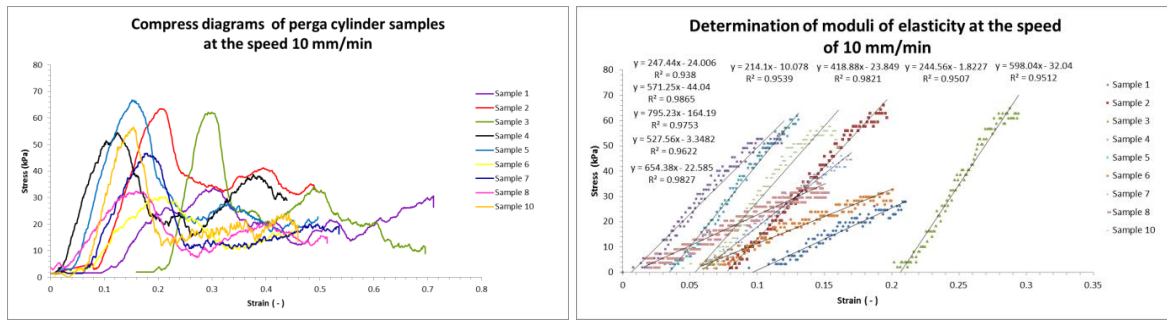 Compress diagrams of perga cylinder samples
at the speed 10 mm/min
80
70
60
50
40
30
20
10
0
Stress (kPa)
0
0.1
0.2
0.3
0.4
0.5
0.6
0.7
0.8
Strain ( - )
Sample 1
Sample 2
Sample 3
Sample 4
Sample 5
Sample 6
Sample 7
Sample 8
Sample 10
Determination of moduli of elasticity at the speed
of 10 mm/min
y = 247.44x - 24.006
R² = 0.938
y = 214.1x - 10.078
R² = 0.9539
y = 418.88x - 23.849
R² = 0.9821
y = 244.56x - 1.8227
R² = 0.9507
y = 598.04x - 32.04
R² = 0.9512
y = 571.25x - 44.04
R² = 0.9865
y = 795.23x - 164.19
R² = 0.9753
y = 527.56x - 3.3482
R² = 0.9622
y = 654.38x - 22.585
R² = 0.9827
80
70
60
50
40
30
20
10
0
Stress (kPa)
0
0.05
0.1
0.15
0.2
0.25
0.3
0.35
Strain ( - )
Sample 1
Sample 2
Sample 3
Sample 4
Sample 5
Sample 6
Sample 7
Sample 8
Sample 10